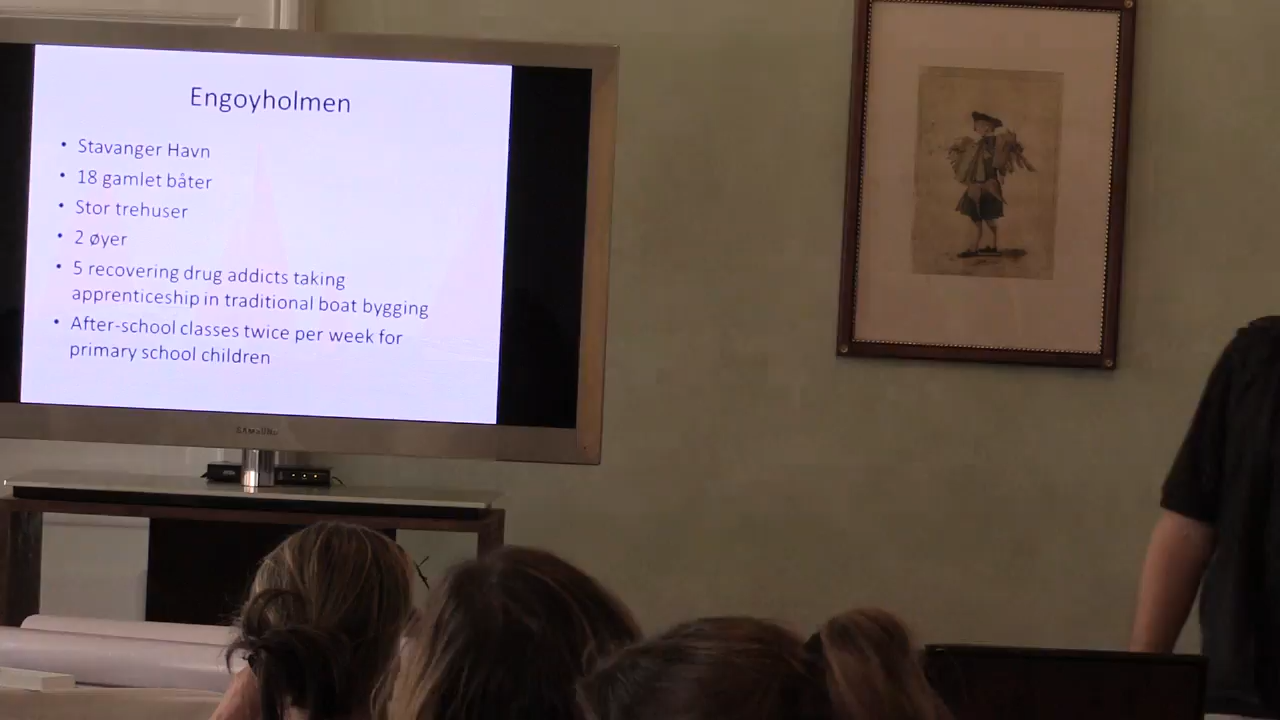 Engoyholmen
• Stavanger Havn
• 18 gamlet båter
• Stor trehuser
• 2 øyer
• 5 recovering drug addicts taking
apprenticeship in traditional boat bygging
• After-school classes twice per week for
primary school children